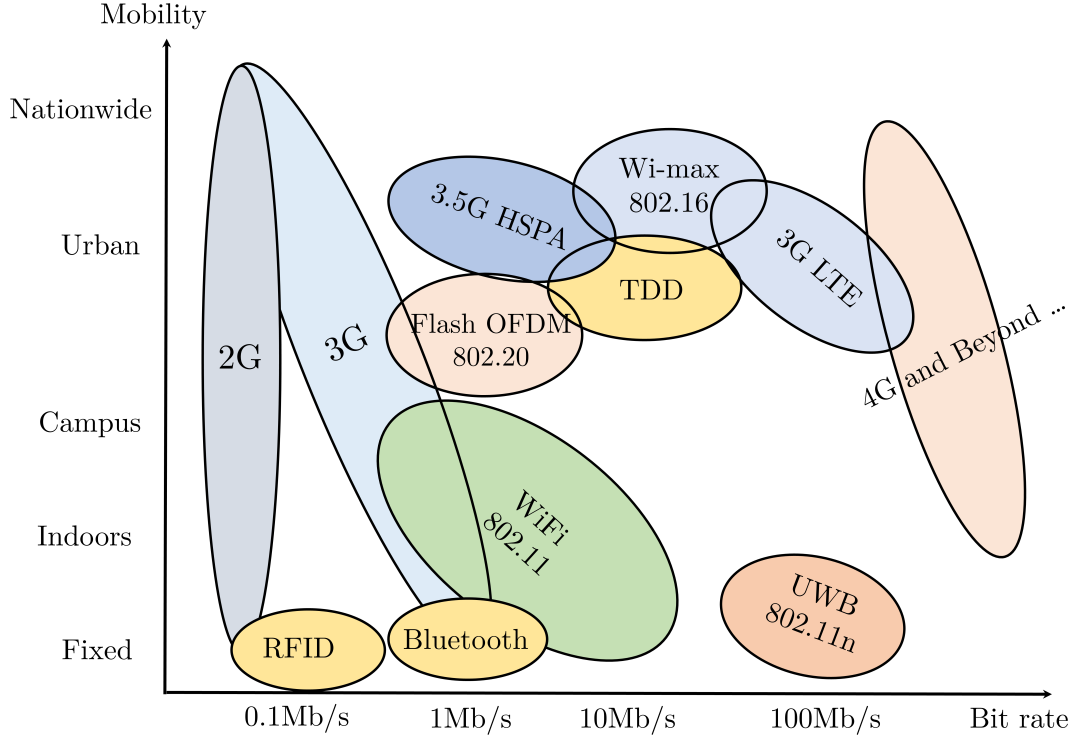 Mobility
Nationwide
Urban
Campus
Indoors
Fixed
2G
3G
3.5G HSPA
Wi-max
802.16
3G LTE
TDD
Flash OFDM
802.20
4G and Beyond ...
WiFi
802.11
UWB
802.11n
RFID
Bluetooth
0.1Mb/s
1Mb/s
10Mb/s
100Mb/s
Bit rate